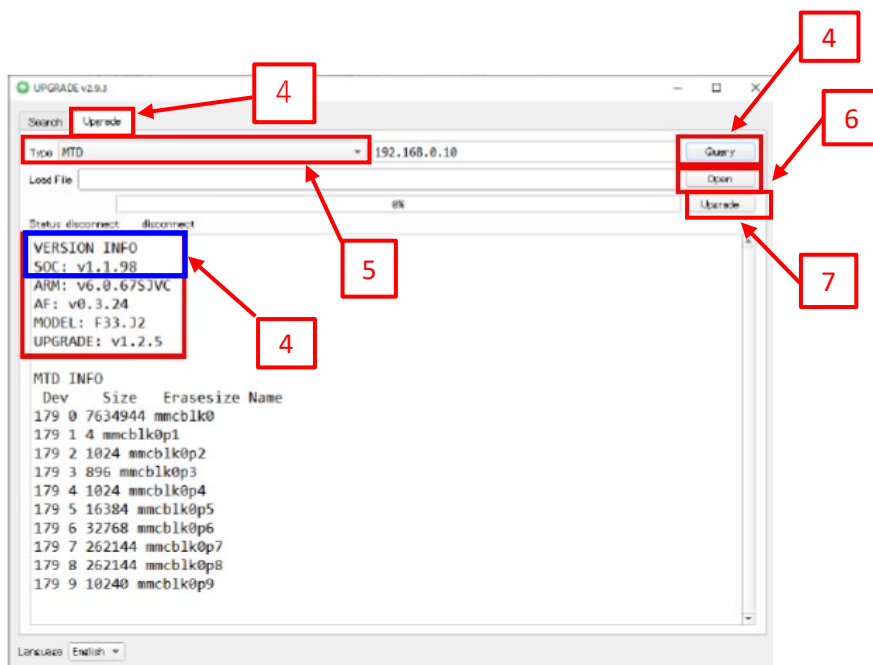 4
UPGRADE v2.9.3
4
6
Search Upgrade
Type MTD 192.168.0.10 Query
Load File Open
0% Upgrade
Status disconnect disconnect
VERSION INFO
SOC: v1.1.98
ARM: v6.0.67SJVC
AF: v0.3.24
MODEL: F33.J2
UPGRADE: v1.2.5
5
7
4
MTD INFO
Dev Size Erasesize Name
179 0 7634944 mmcblk0
179 1 4 mmcblk0p1
179 2 1024 mmcblk0p2
179 3 896 mmcblk0p3
179 4 1024 mmcblk0p4
179 5 16384 mmcblk0p5
179 6 32768 mmcblk0p6
179 7 262144 mmcblk0p7
179 8 262144 mmcblk0p8
179 9 10240 mmcblk0p9
Language English